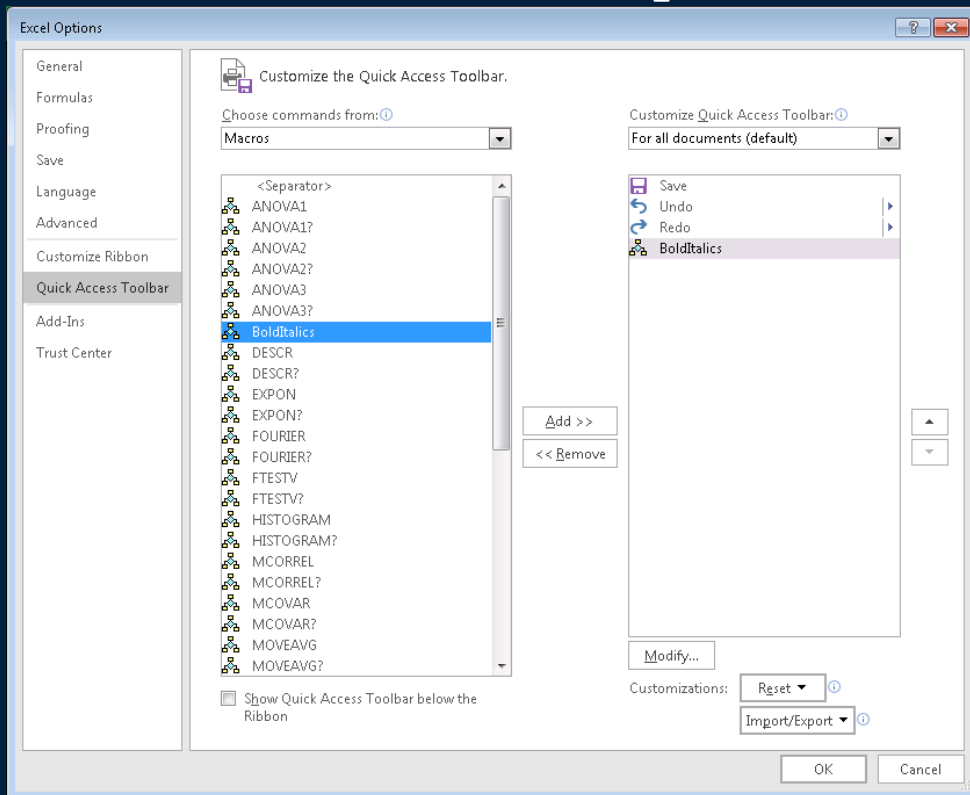 Excel Options
General
Formulas
Proofing
Save
Language
Advanced
Customize Ribbon
Quick Access Toolbar
Add-Ins
Trust Center
Customize the Quick Access Toolbar.
Choose commands from:
Macros
<Separator>
ANOVA1
ANOVA1?
ANOVA2
ANOVA2?
ANOVA3
ANOVA3?
BoldItalics
DESCR
DESCR?
EXPON
EXPON?
FOURIER
FOURIER?
FTESTV
FTESTV?
HISTOGRAM
HISTOGRAM?
MCORREL
MCORREL?
MCOVAR
MCOVAR?
MOVEAVG
MOVEAVG?
Show Quick Access Toolbar below the
Ribbon
Add >>
<< Remove
Customize Quick Access Toolbar:
For all documents (default)
Save
Undo
Redo
BoldItalics
Modify...
Customizations:
Reset
Import/Export
OK
Cancel